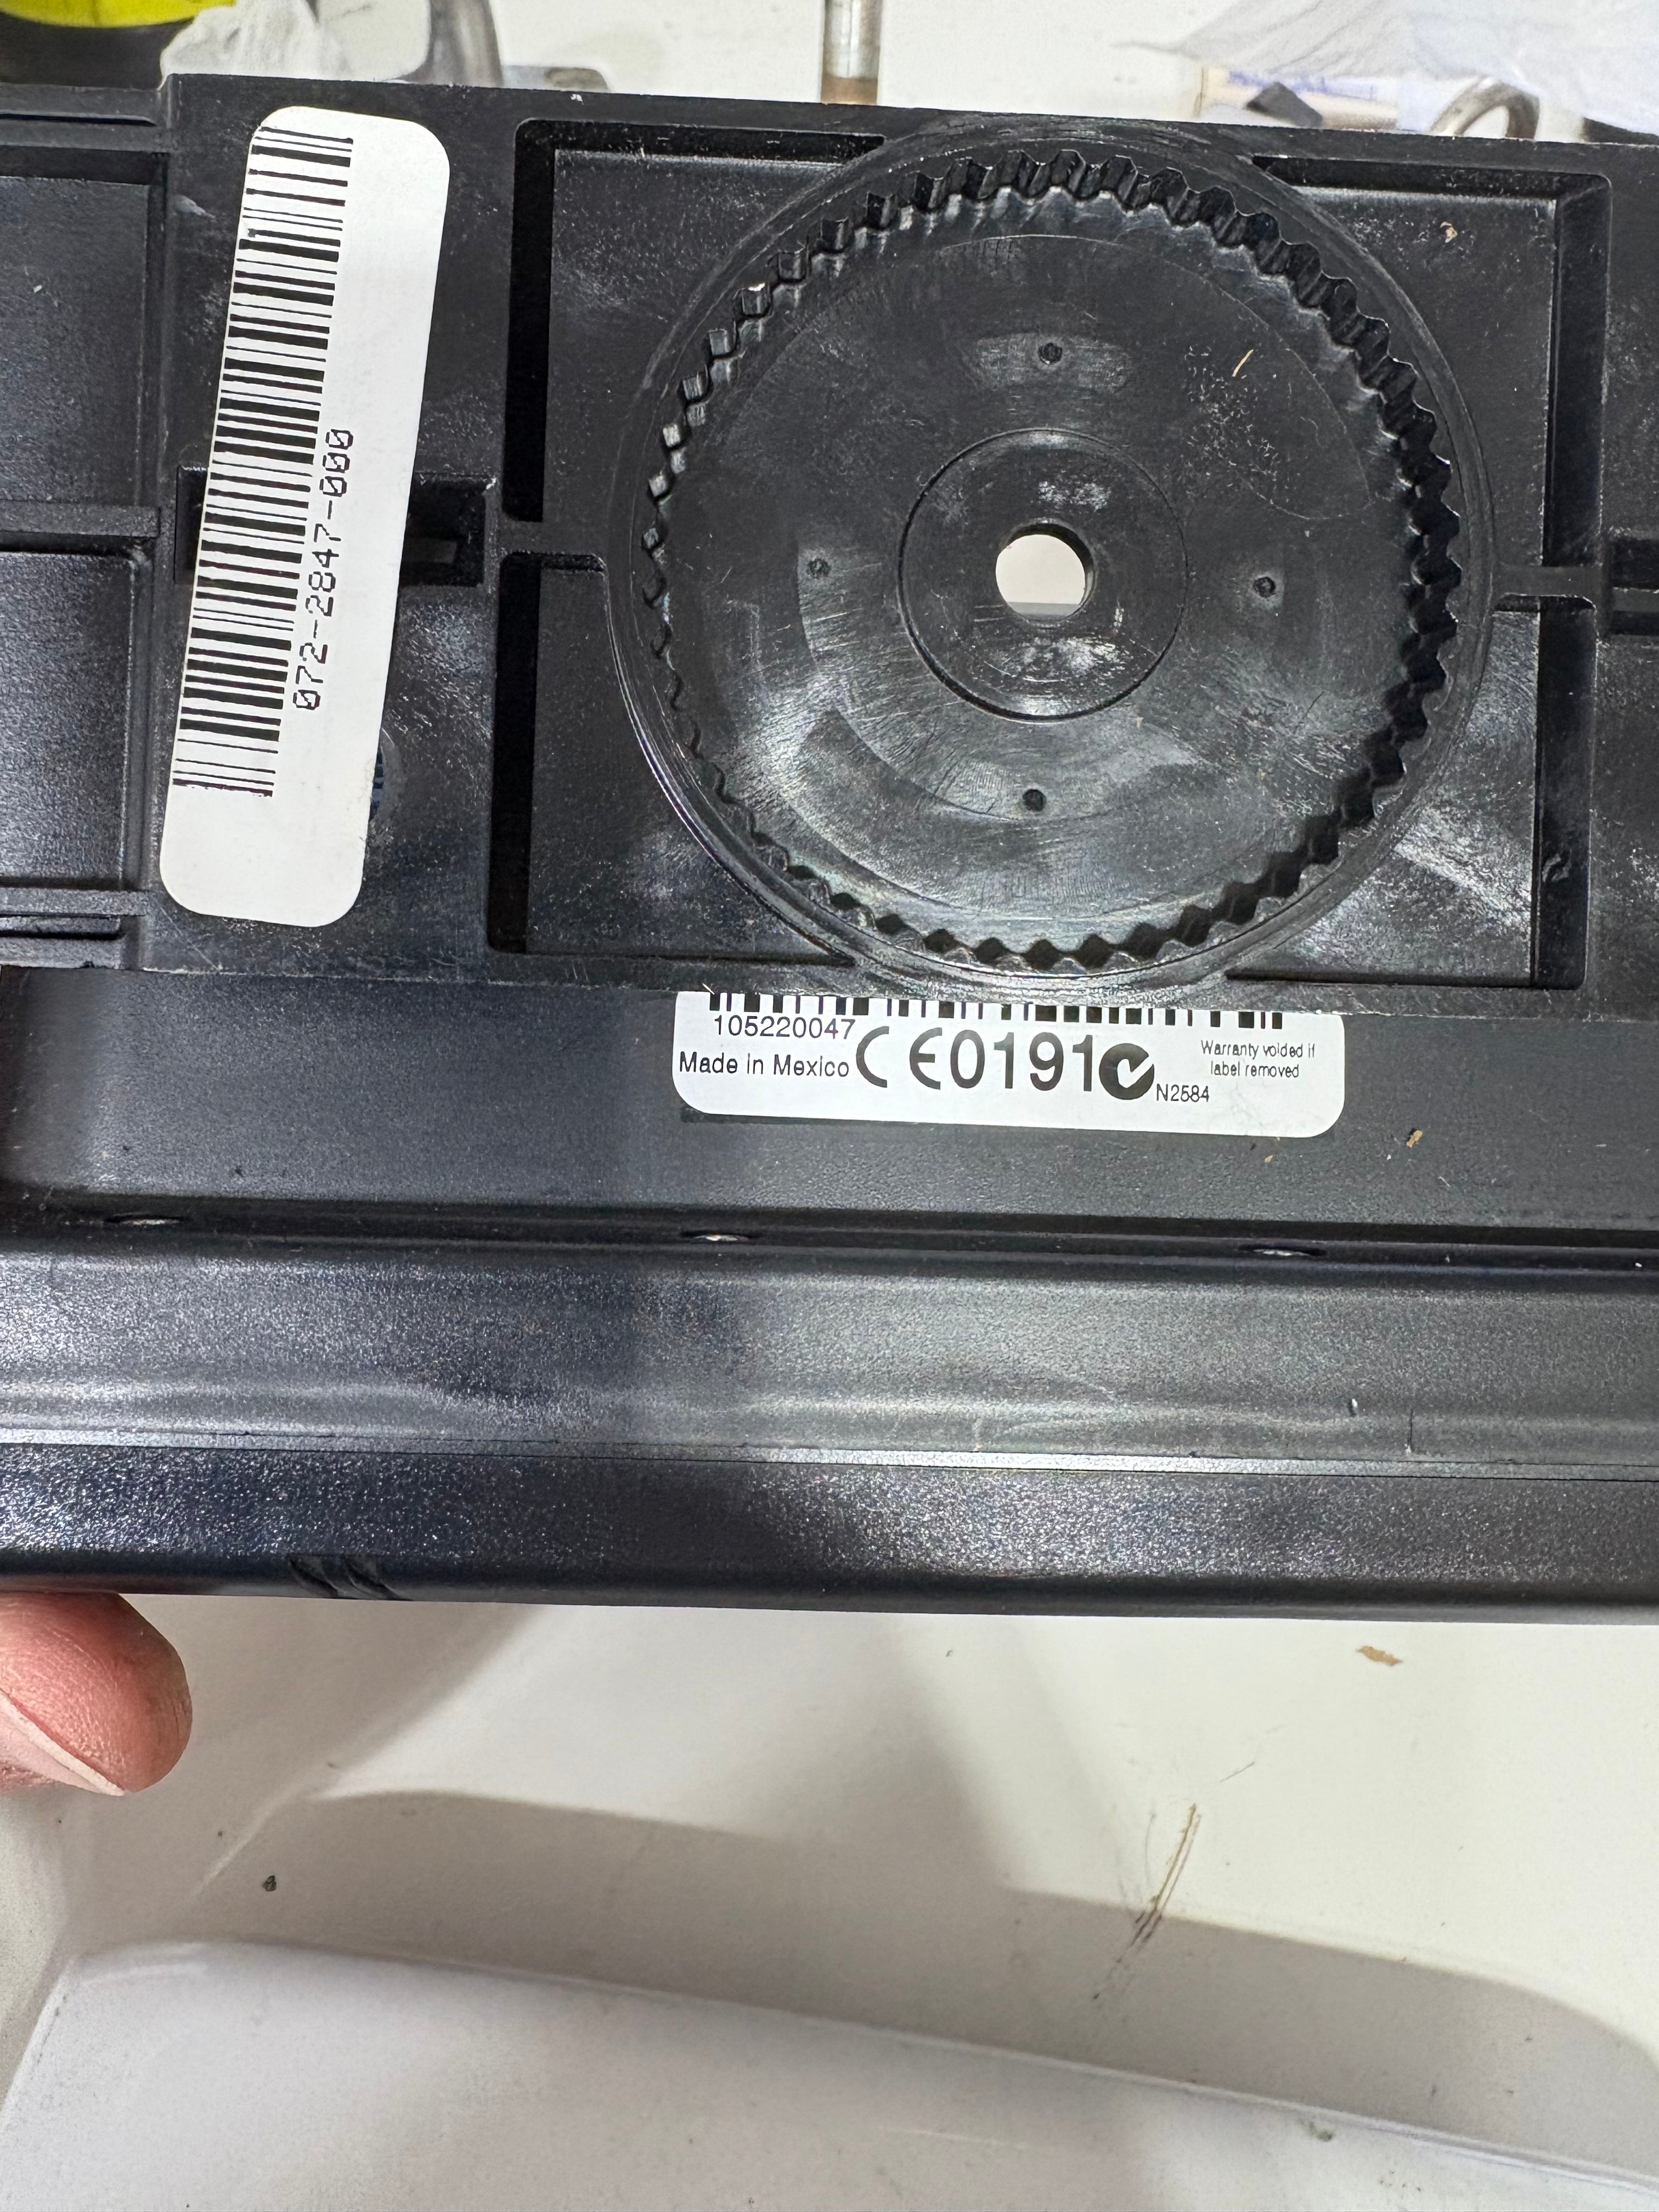 072-2847-000
105220047
Made in Mexico CE0191 N2584
Warranty voided if
label removed